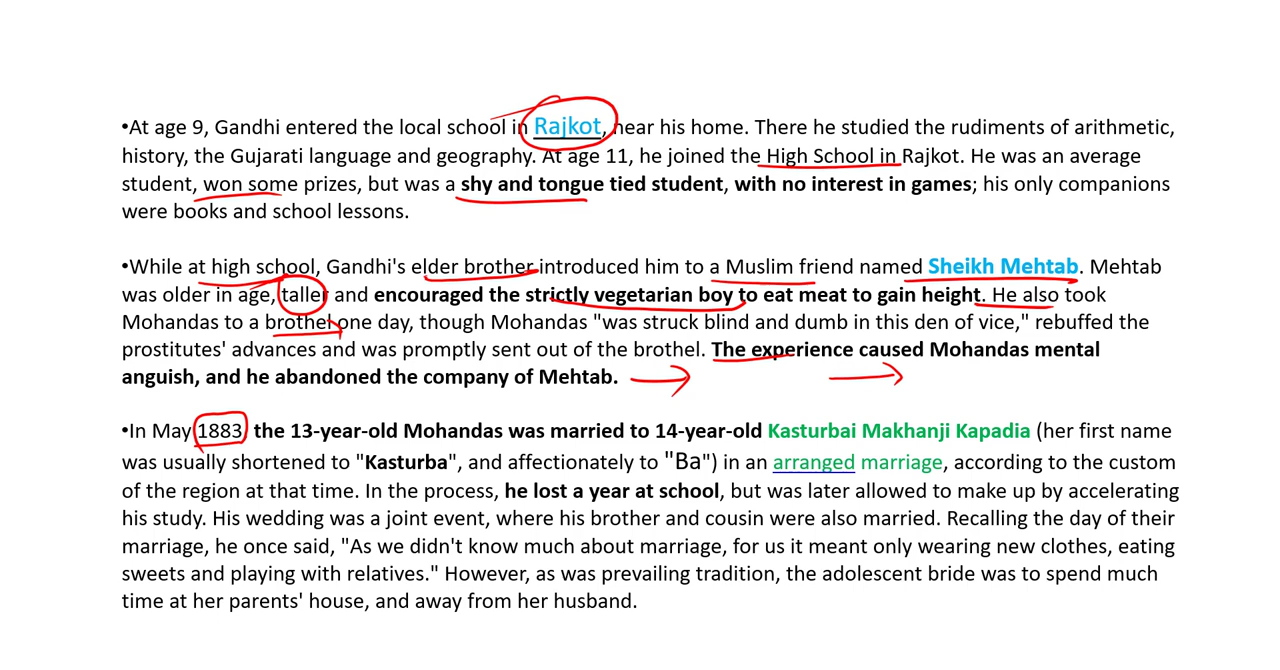 •At age 9, Gandhi entered the local school in Rajkot, near his home. There he studied the rudiments of arithmetic,
history, the Gujarati language and geography. At age 11, he joined the High School in Rajkot. He was an average
student, won some prizes, but was a shy and tongue tied student, with no interest in games; his only companions
were books and school lessons.
•While at high school, Gandhi's elder brother introduced him to a Muslim friend named Sheikh Mehtab. Mehtab
was older in age, taller and encouraged the strictly vegetarian boy to eat meat to gain height. He also took
Mohandas to a brothel one day, though Mohandas "was struck blind and dumb in this den of vice," rebuffed the
prostitutes' advances and was promptly sent out of the brothel. The experience caused Mohandas mental
anguish, and he abandoned the company of Mehtab.
•In May 1883, the 13-year-old Mohandas was married to 14-year-old Kasturbai Makhanji Kapadia (her first name
was usually shortened to "Kasturba", and affectionately to "Ba") in an arranged marriage, according to the custom
of the region at that time. In the process, he lost a year at school, but was later allowed to make up by accelerating
his study. His wedding was a joint event, where his brother and cousin were also married. Recalling the day of their
marriage, he once said, "As we didn't know much about marriage, for us it meant only wearing new clothes, eating
sweets and playing with relatives." However, as was prevailing tradition, the adolescent bride was to spend much
time at her parents' house, and away from her husband.